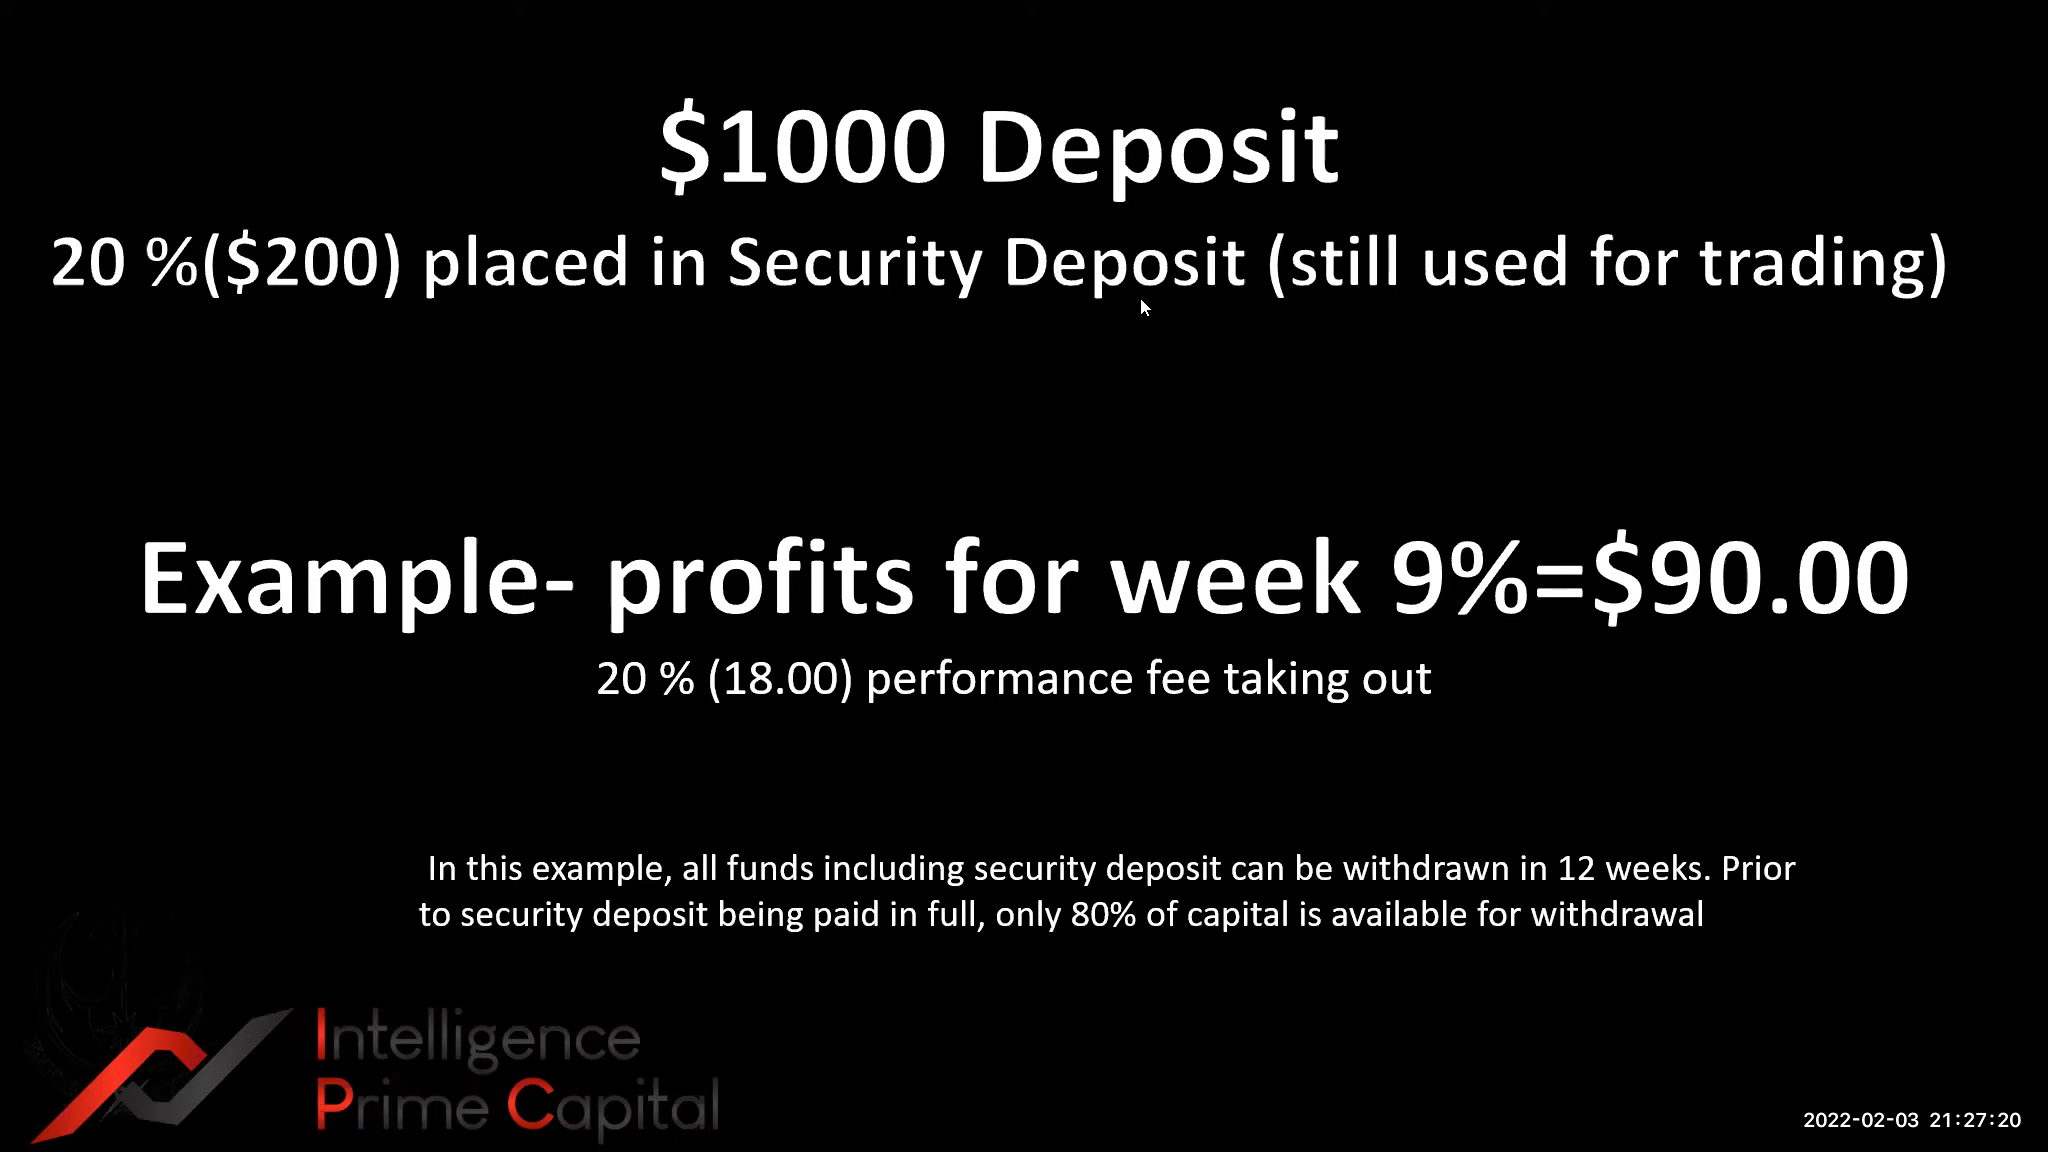 $1000 Deposit
20 %($200) placed in Security Deposit (still used for trading)
Example- profits for week 9%=$90.00
20 % (18.00) performance fee taking out
In this example, all funds including security deposit can be withdrawn in 12 weeks. Prior
to security deposit being paid in full, only 80% of capital is available for withdrawal
Intelligence
Prime Capital
2022-02-03 21:27:20